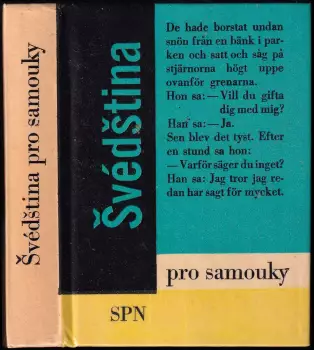 Švédština pro samouky
Švédština
De hade borstat undan
snön från en bänk i par-
ken och satt och såg på
stjärnorna högt uppe
ovanför grenarna.
Hon sa: — Vill du gifta
dig med mig?
Han sa: — Ja.
Sen blev det tyst. Efter
en stund sa hon:
— Varför säger du inget?
Han sa: Jag tror jag re-
dan har sagt för mycket.
pro samouky
SPN